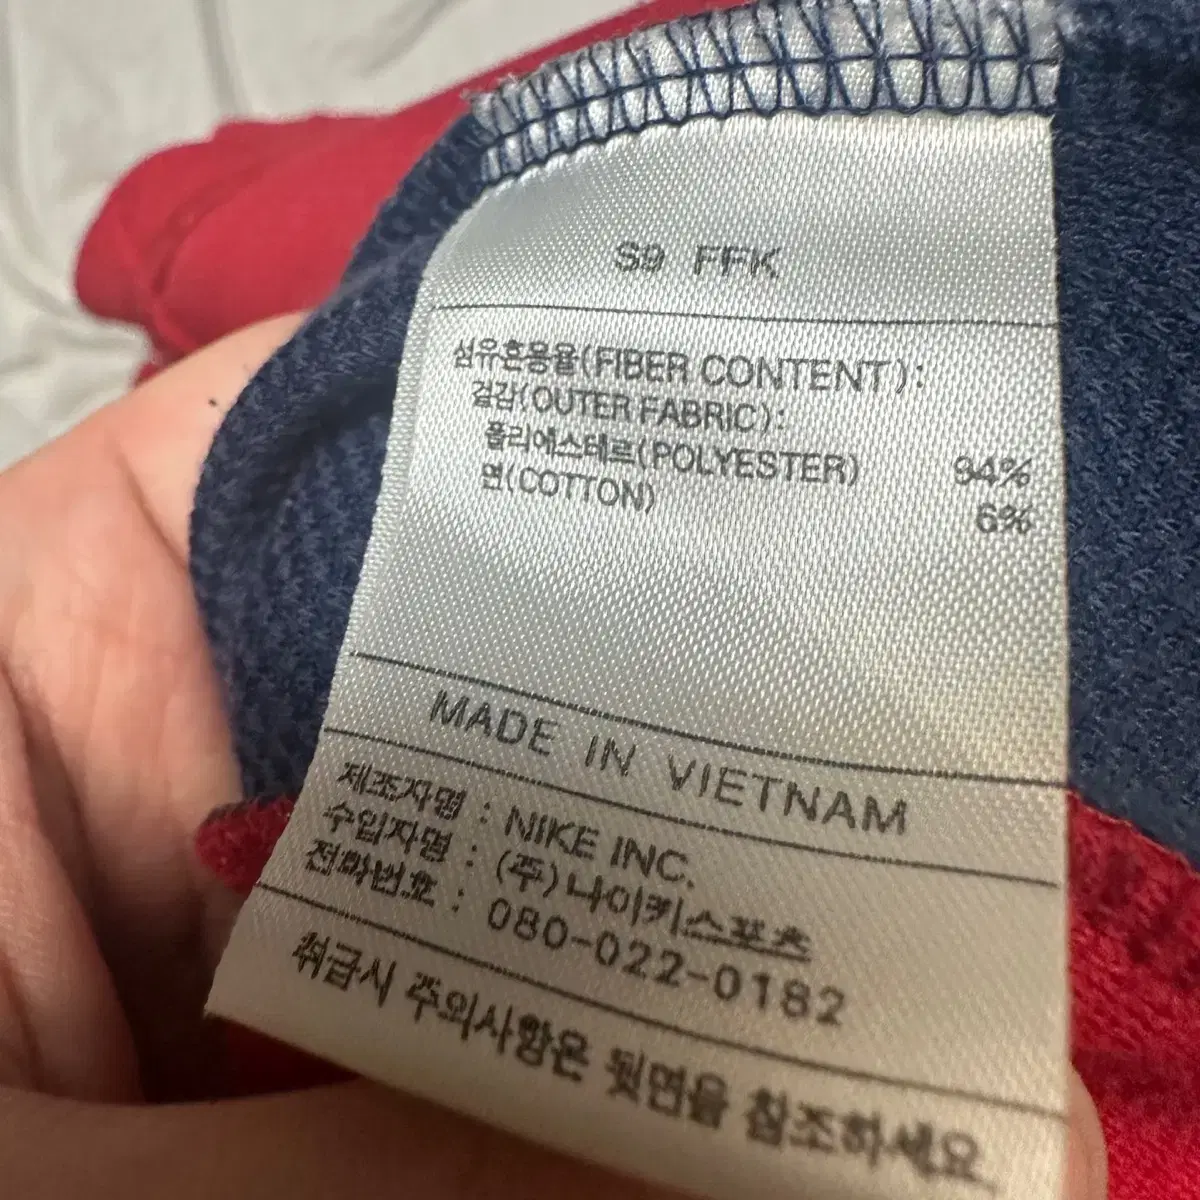 S9 FFK
섬유혼용율(FIBER CONTENT):
겉감(OUTER FABRIC):
폴리에스테르(POLYESTER) 94%
면(COTTON) 6%
MADE IN VIETNAM
제조자명 : NIKE INC.
수입자명 : (주)나이키스포츠
전화번호 : 080-022-0182
취급시 주의사항은 뒷면을 참조하세요